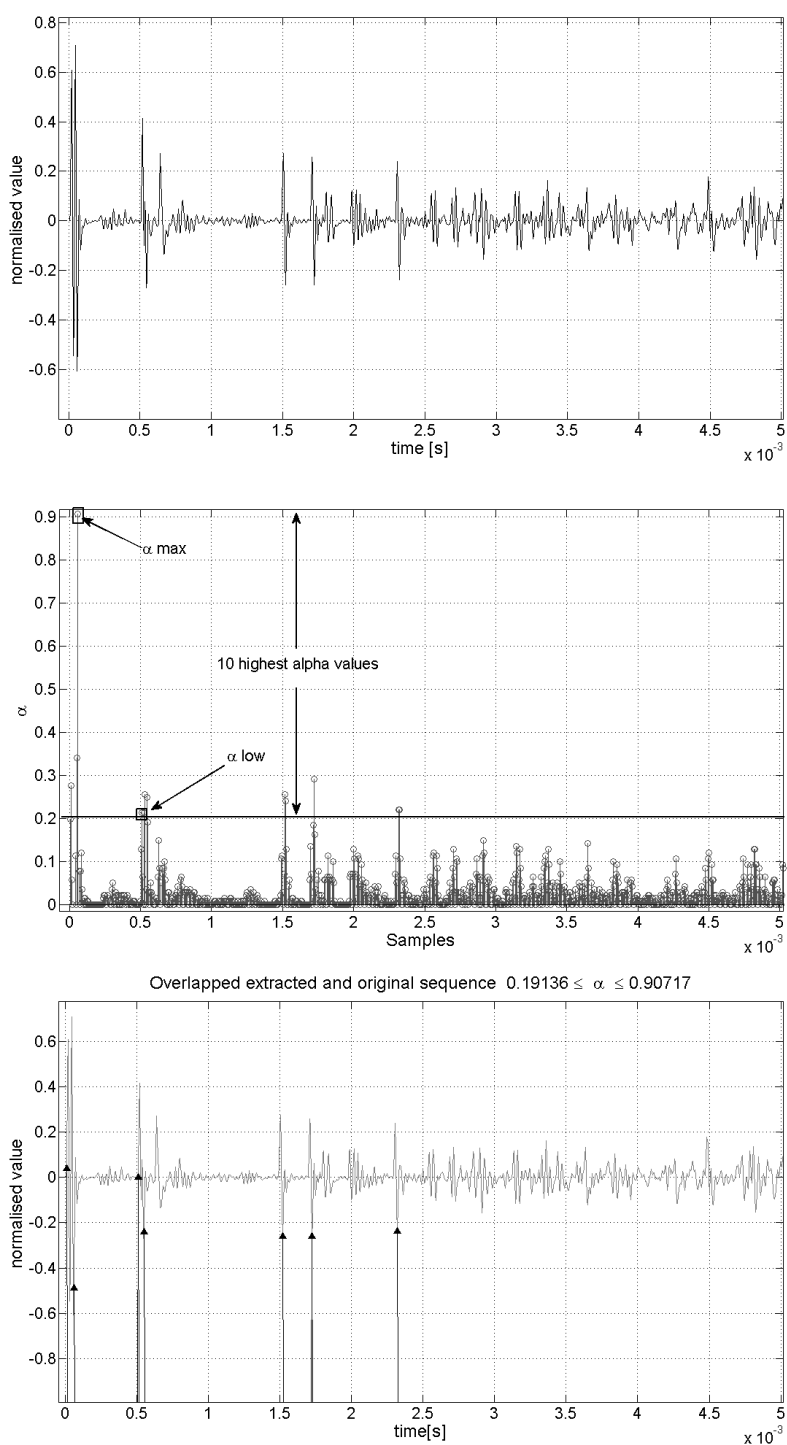 0.8
0.6
0.4
0.2
0
-0.2
-0.4
-0.6
normalised value
0 0.5 1 1.5 2 2.5 3 3.5 4 4.5 5
time [s]
x 10-3
0.9
0.8
0.7
0.6
0.5
0.4
0.3
0.2
0.1
0
α
α max
10 highest alpha values
α low
0 0.5 1 1.5 2 2.5 3 3.5 4 4.5 5
Samples
x 10-3
Overlapped extracted and original sequence 0.19136 ≤ α ≤ 0.90717
0.6
0.4
0.2
0
-0.2
-0.4
-0.6
-0.8
normalised value
0 0.5 1 1.5 2 2.5 3 3.5 4 4.5 5
time[s]
x 10-3